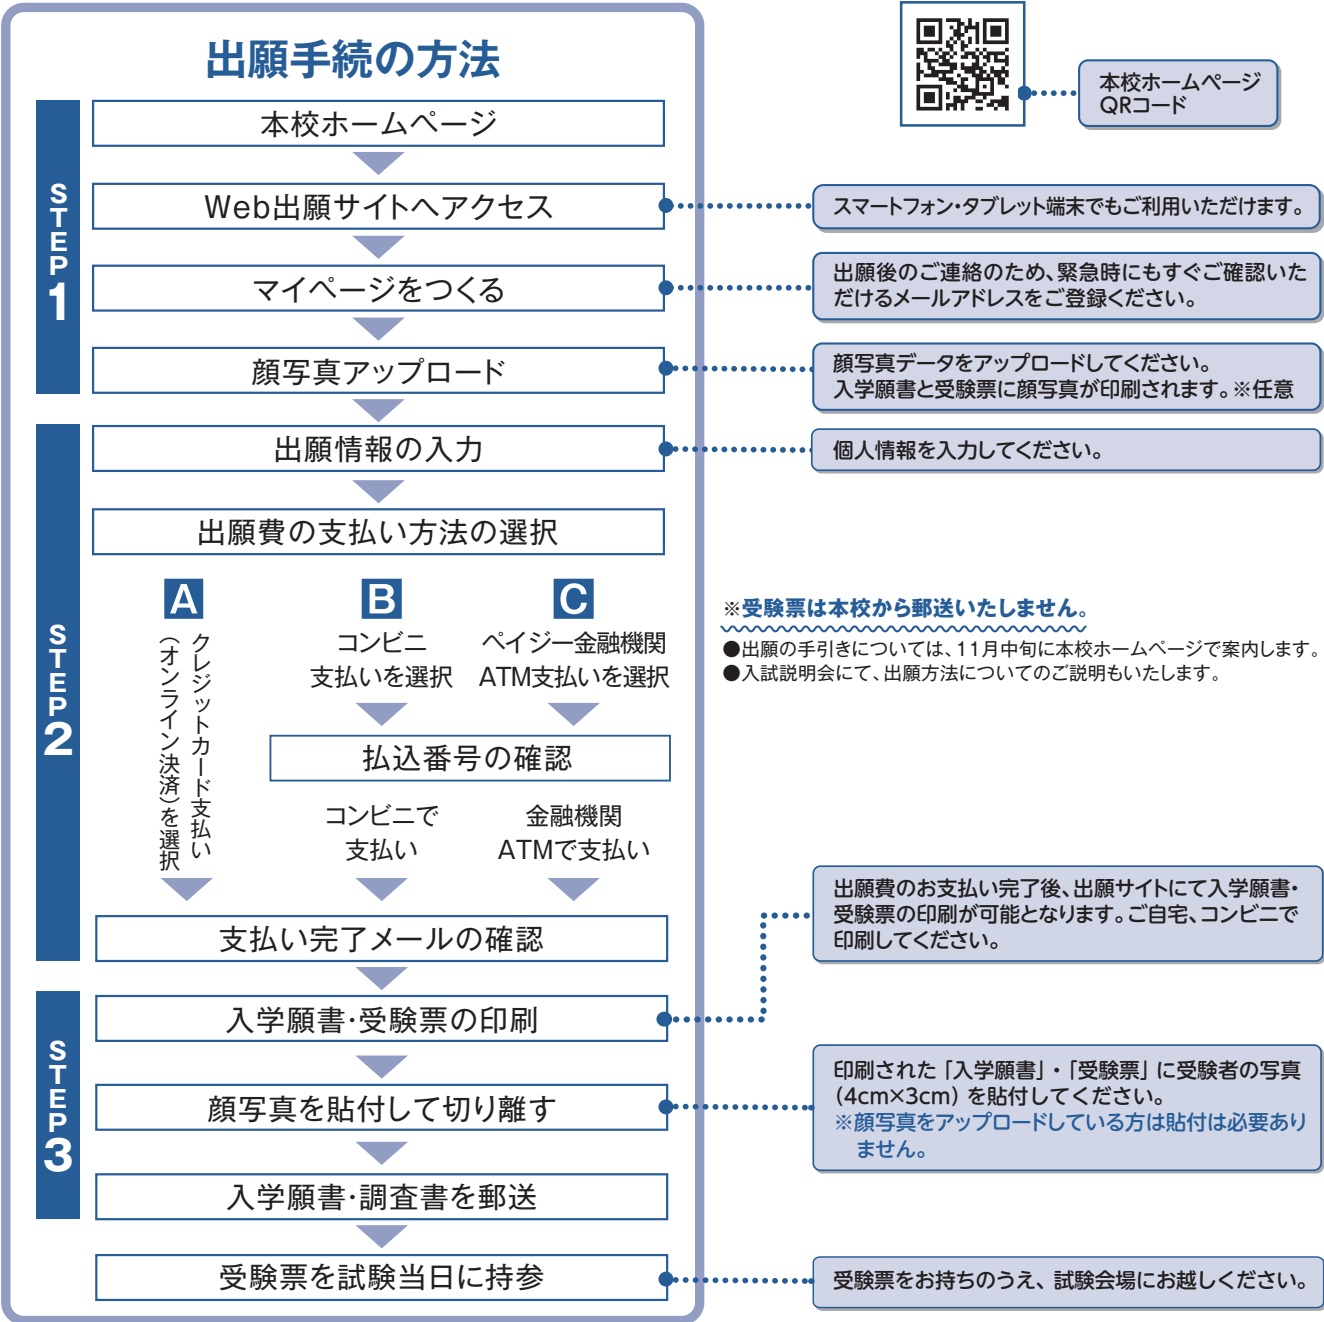 出願手続の方法
本校ホームページ
QRコード
STEP1
本校ホームページ
Web出願サイトへアクセス
スマートフォン・タブレット端末でもご利用いただけます。
マイページをつくる
出願後のご連絡のため、緊急時にもすぐご確認いた
だけるメールアドレスをご登録ください。
顔写真アップロード
顔写真データをアップロードしてください。
入学願書と受験票に顔写真が印刷されます。※任意
STEP2
出願情報の入力
個人情報を入力してください。
出願費の支払い方法の選択
A
クレジットカード支払い
（オンライン決済）を選択
B
コンビニ
支払いを選択
C
ペイジー金融機関
ATM支払いを選択
払込番号の確認
コンビニで
支払い
金融機関
ATMで支払い
※受験票は本校から郵送いたしません。
●出願の手引きについては、11月中旬に本校ホームページで案内します。
●入試説明会にて、出願方法についてのご説明もいたします。
支払い完了メールの確認
STEP3
入学願書・受験票の印刷
出願費のお支払い完了後、出願サイトにて入学願書・
受験票の印刷が可能となります。ご自宅、コンビニで
印刷してください。
顔写真を貼付して切り離す
印刷された「入学願書」・「受験票」に受験者の写真
（4cm×3cm）を貼付してください。
※顔写真をアップロードしている方は貼付は必要あり
ません。
入学願書・調査書を郵送
受験票を試験当日に持参
受験票をお持ちのうえ、試験会場にお越しください。